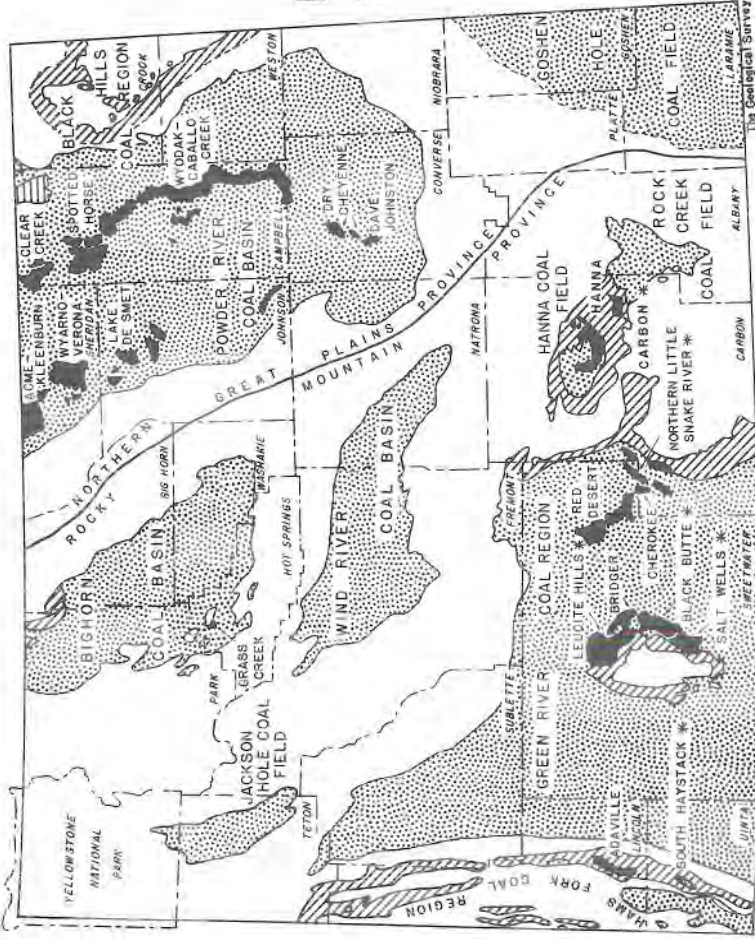 YELLOWSTONE
NATIONAL
PARK
BIGHORN
COAL BASIN
BIG HORN
WASHAKIE
PARK
GRASS
CREEK
HOT SPRINGS
JACKSON
HOLE COAL
FIELD
TETON
NORTHERN GREAT PLAINS PROVINCE
ROCKY MOUNTAIN PROVINCE
ACME-
KLEENBURN
CLEAR
CREEK
WYARNO-
VERONA
SHERIDAN
SPOTTED
HORSE
LAKE
DE SMET
BLACK
HILLS
COAL REGION
CROOK
WYODAK-
CABALLO
CREEK
POWDER RIVER
COAL BASIN
JOHNSON
CAMPBELL
WESTON
DRY
CHEYENNE
DAVE
JOHNSTON
WIND RIVER
COAL BASIN
NATRONA
CONVERSE
NIOBRARA
GOSHEN
HOLE
COAL FIELD
PLATTE
GOSHEN
LARAMIE
SUBLETTE
FREMONT
GREEN RIVER COAL REGION
LEUCITE HILLS *
BRIDGER
RED
DESERT
CHEROKEE
BLACK BUTTE *
SALT WELLS *
SWEETWATER
HANNA COAL
FIELD
HANNA
CARBON *
NORTHERN LITTLE
SNAKE RIVER *
CARBON
ROCK
CREEK
COAL FIELD
ALBANY
HAMS FORK COAL REGION
ADAVILLE
LINCOLN
SOUTH HAYSTACK *
UINTA
The Geological Survey